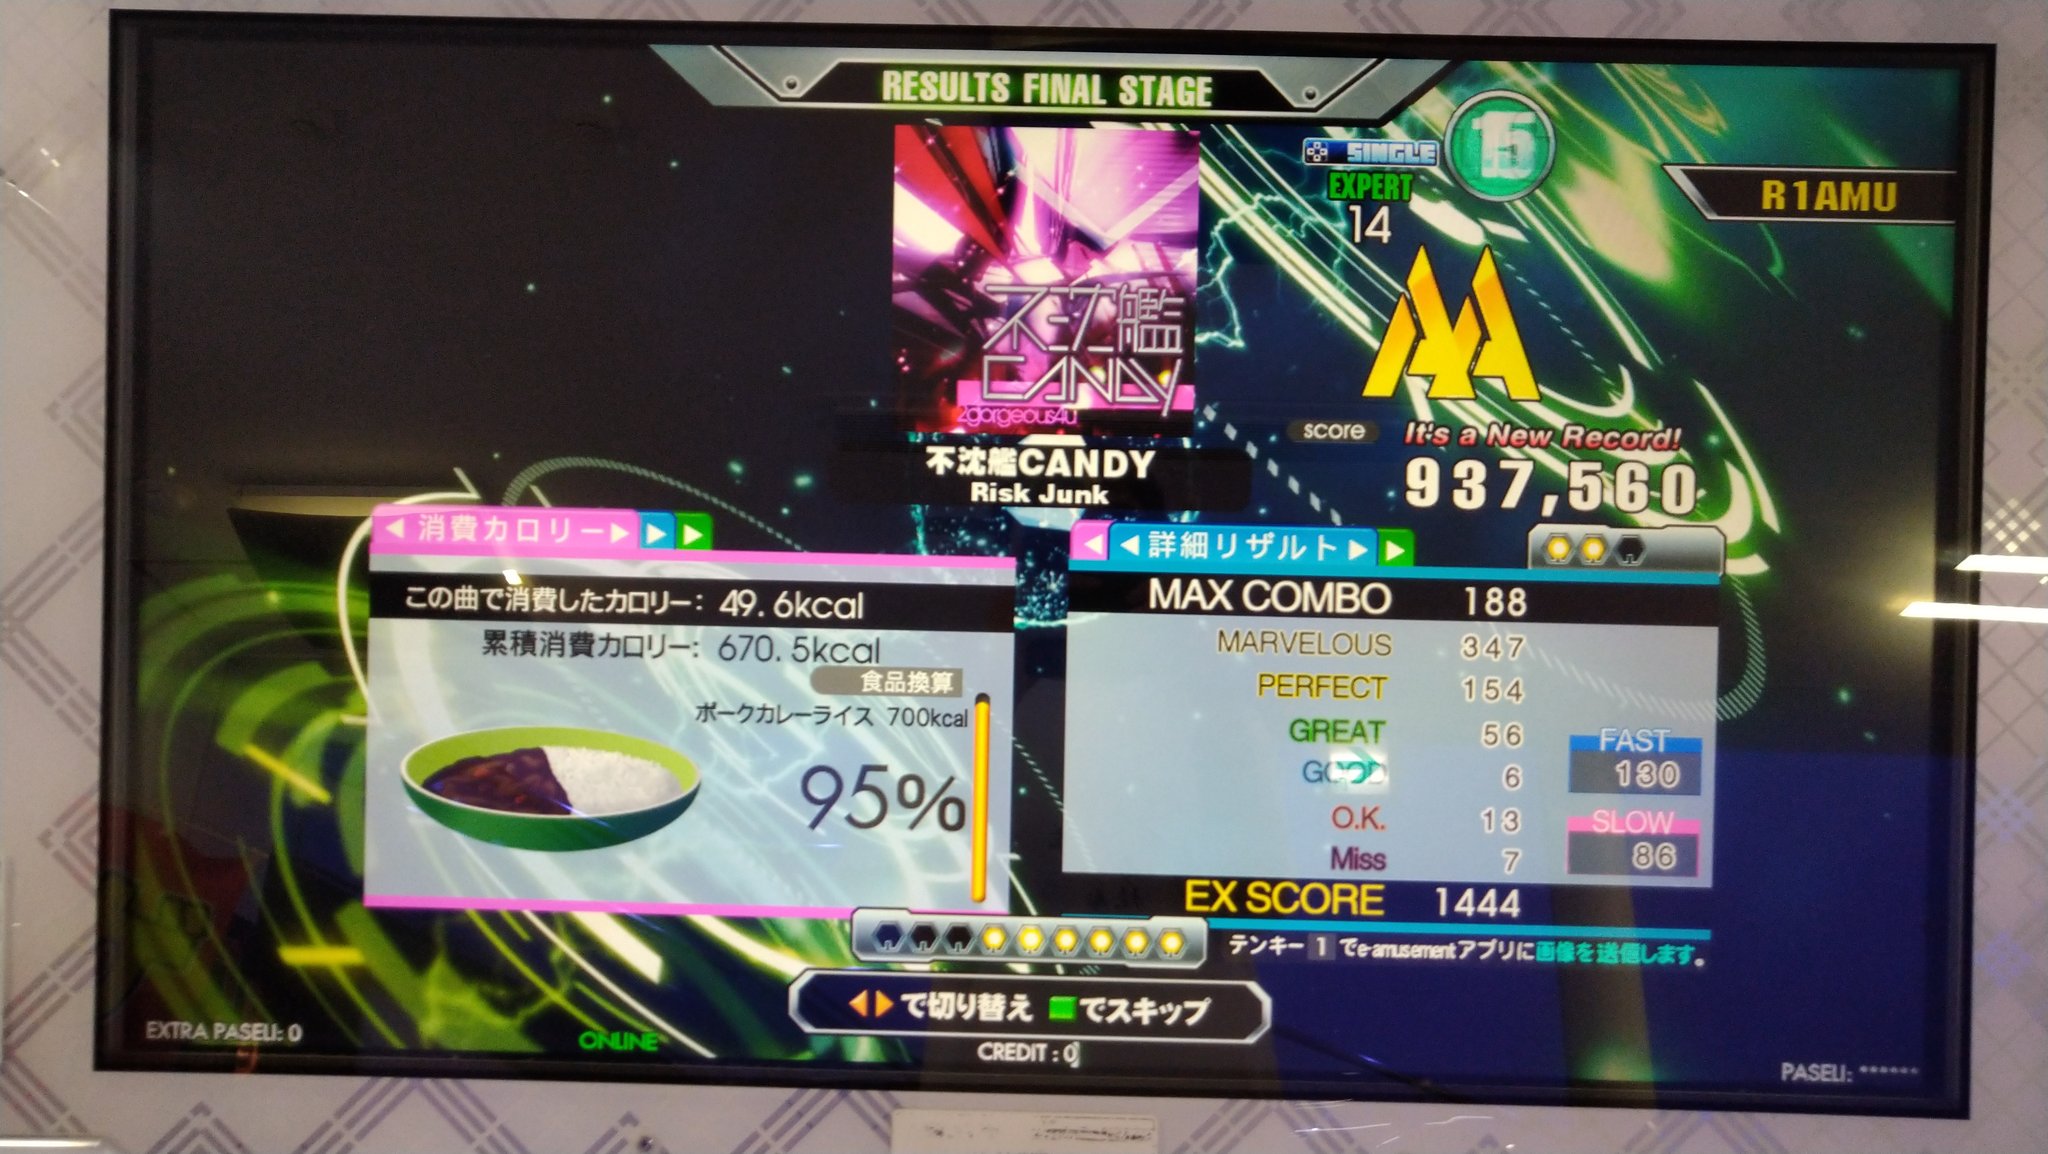 RESULTS FINAL STAGE
15
SINGLE
EXPERT
14
R1AMU
AA
不沈艦
CANDY
2gorgeous4u
不沈艦CANDY
Risk Junk
score
It's a New Record!
937,560
消費カロリー
この曲で消費したカロリー: 49.6kcal
累積消費カロリー: 670.5kcal
食品換算
ポークカレーライス 700kcal
95%
詳細リザルト
MAX COMBO 188
MARVELOUS 347
PERFECT 154
GREAT 56
GOOD 6
O.K. 13
Miss 7
FAST
130
SLOW
86
EX SCORE 1444
テンキー 1 でe-amusementアプリに画像を送信します。
で切り替え でスキップ
EXTRA PASELI: 0
ONLINE
CREDIT : 0
PASELI: ******